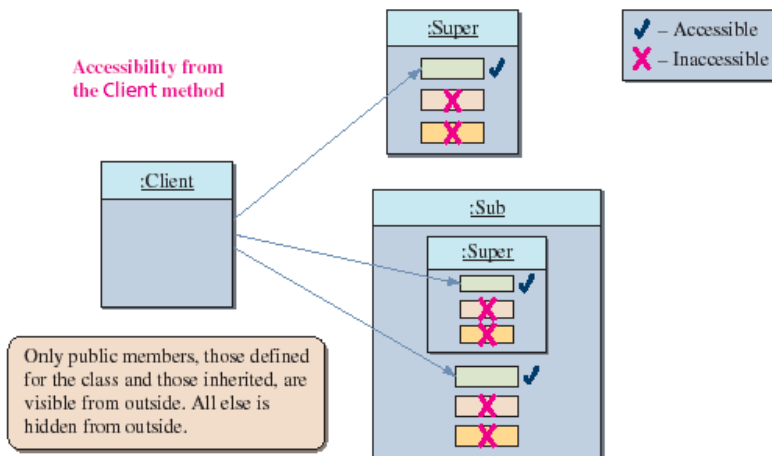 :Super
– Accessible
– Inaccessible
Accessibility from
the Client method
:Client
:Sub
:Super
Only public members, those defined
for the class and those inherited, are
visible from outside. All else is
hidden from outside.